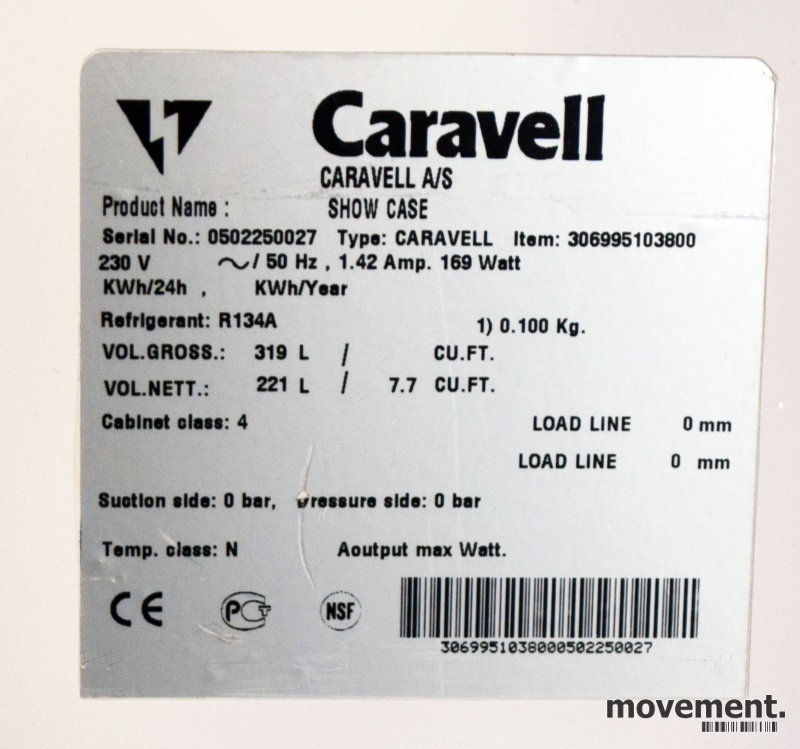 Caravell
CARAVELL A/S
Product Name : SHOW CASE
Serial No.: 0502250027 Type: CARAVELL Item: 306995103800
230 V ~/ 50 Hz , 1.42 Amp. 169 Watt
KWh/24h , KWh/Year
Refrigerant: R134A 1) 0.100 Kg.
VOL.GROSS.: 319 L / CU.FT.
VOL.NETT.: 221 L / 7.7 CU.FT.
Cabinet class: 4 LOAD LINE 0 mm
LOAD LINE 0 mm
Suction side: 0 bar, Pressure side: 0 bar
Temp. class: N Aoutput max Watt.
CE PCT NSF
3069951038000502250027
movement.